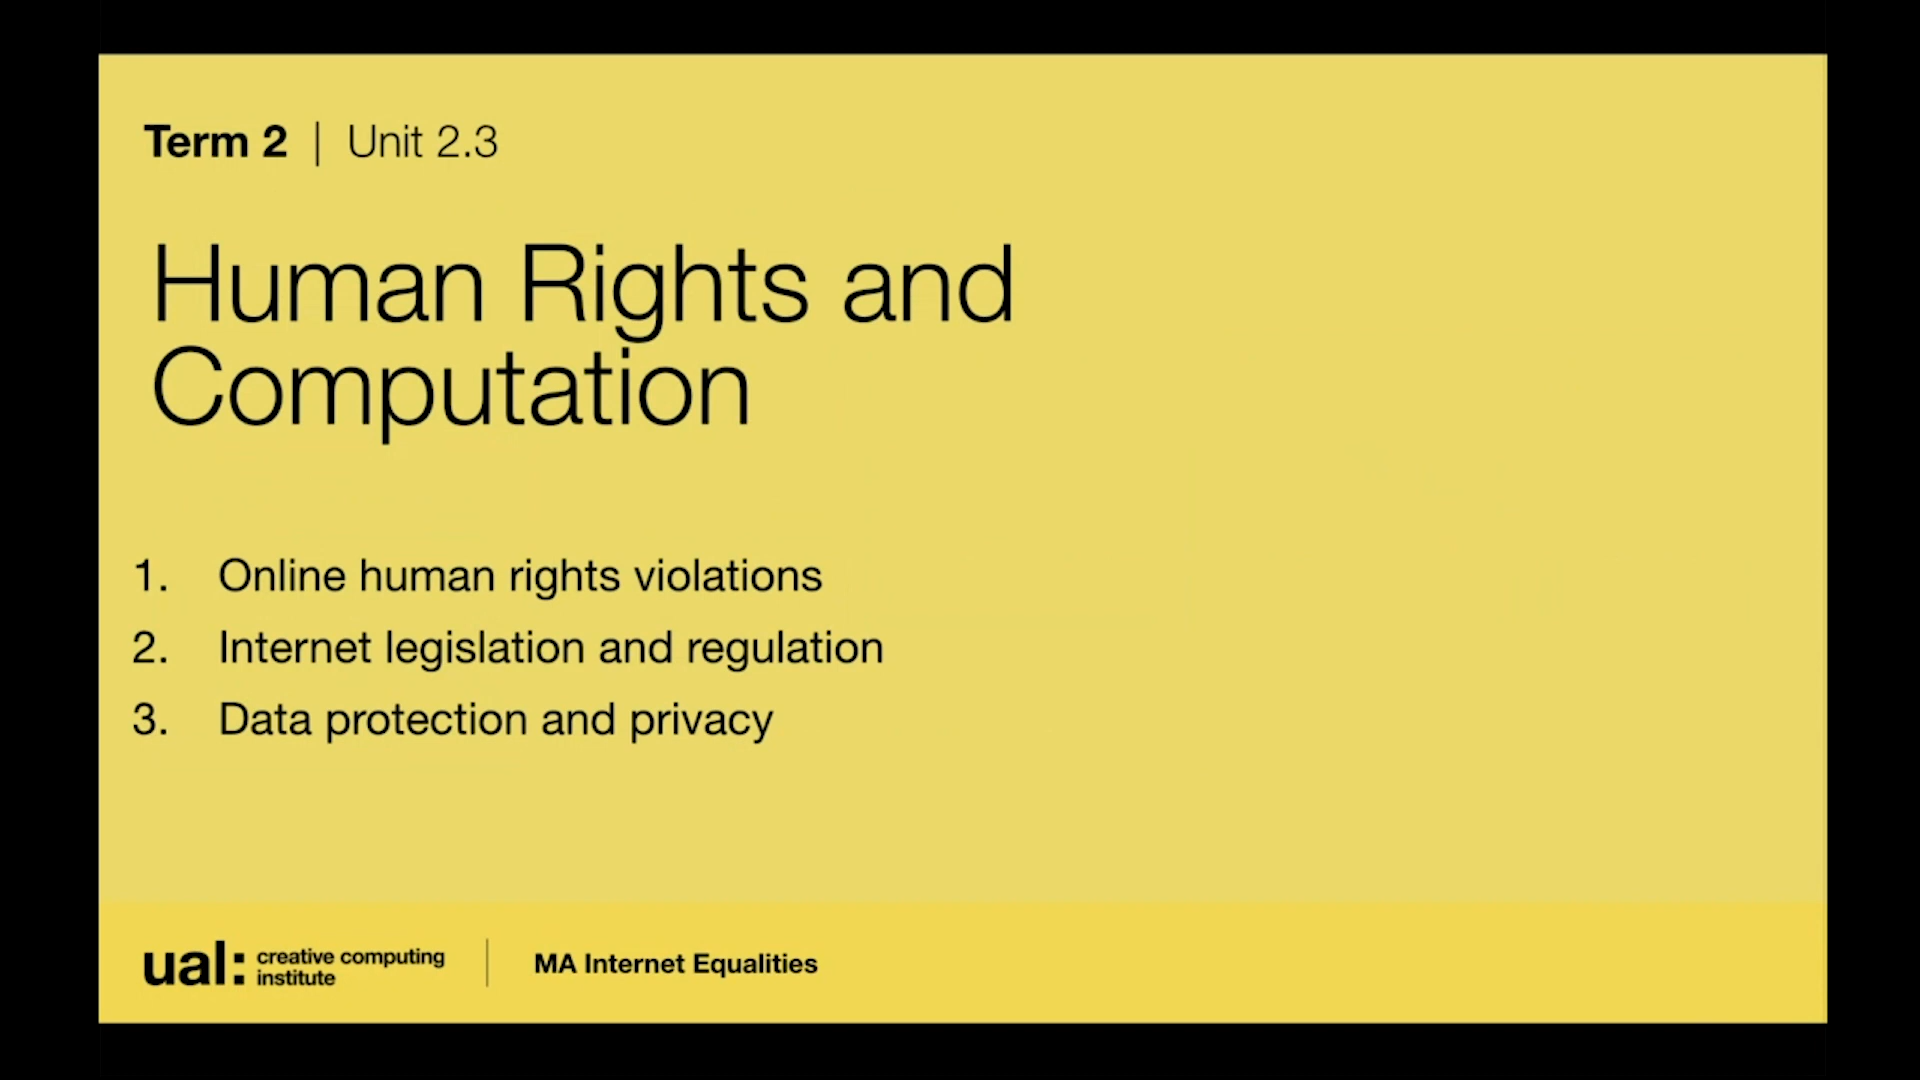 Term 2 | Unit 2.3
Human Rights and
Computation
1. Online human rights violations
2. Internet legislation and regulation
3. Data protection and privacy
ual: creative computing
institute
MA Internet Equalities